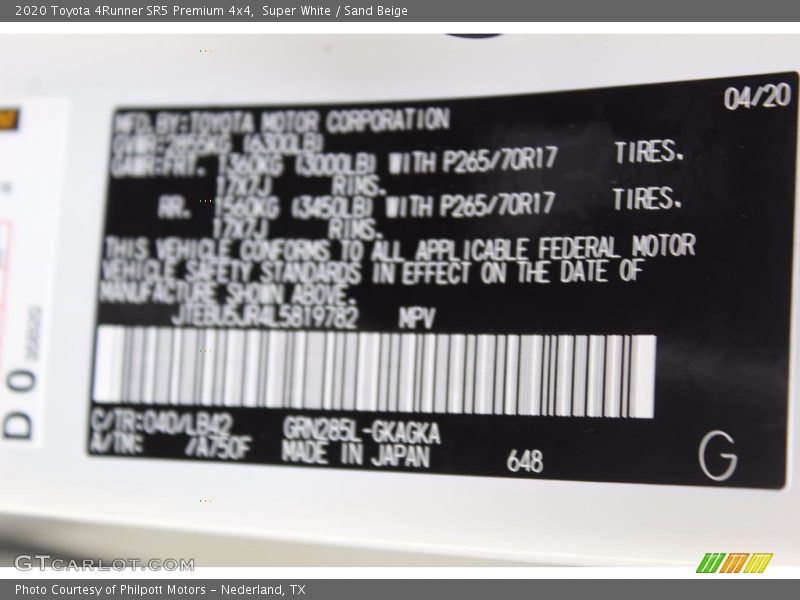 2020 Toyota 4Runner SR5 Premium 4x4, Super White / Sand Beige
04/20
MFD. BY: TOYOTA MOTOR CORPORATION
GVWR: (6300LB)
GAWR: FRT. 1360KG (3000LB) WITH P265/70R17 TIRES.
17X7J RIMS.
RR. 1560KG (3450LB) WITH P265/70R17 TIRES.
17X7J RIMS.
THIS VEHICLE CONFORMS TO ALL APPLICABLE FEDERAL MOTOR
VEHICLE SAFETY STANDARDS IN EFFECT ON THE DATE OF
MANUFACTURE SHOWN ABOVE.
JTEBU5JR4L5819782 MPV
C/TR: 040/LB42 GRN285L-GKAGKA
A/TM: /A750F MADE IN JAPAN 648 G
D0
GTCARLOT.COM
Photo Courtesy of Philpott Motors - Nederland, TX